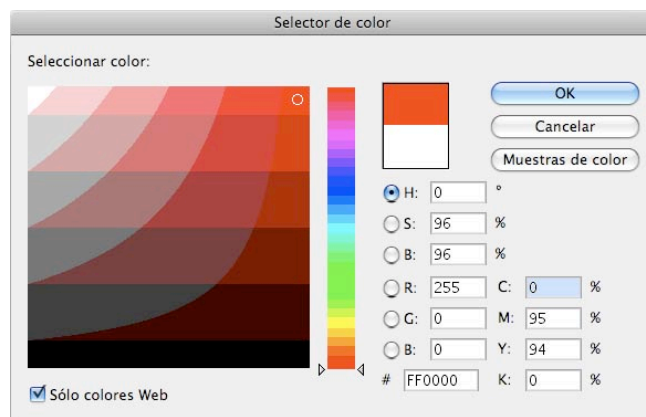 Selector de color
Seleccionar color:
OK
Cancelar
Muestras de color
H: 0 °
S: 96 %
B: 96 %
R: 255 C: 0 %
G: 0 M: 95 %
B: 0 Y: 94 %
# FF0000 K: 0 %
Sólo colores Web